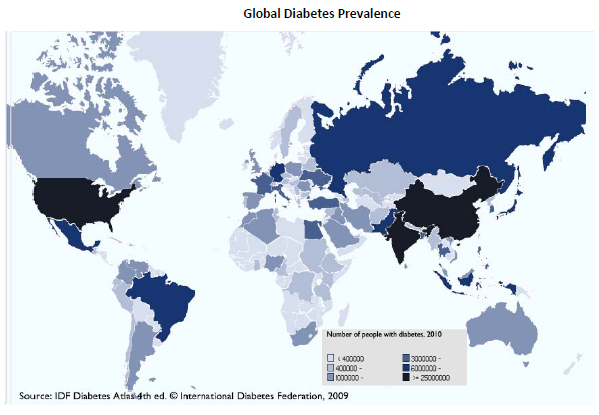 Global Diabetes Prevalence
Number of people with diabetes, 2010
< 400000
400000 -
1000000 -
3000000 -
6000000 -
>= 25000000
Source: IDF Diabetes Atlas 4th ed. © International Diabetes Federation, 2009